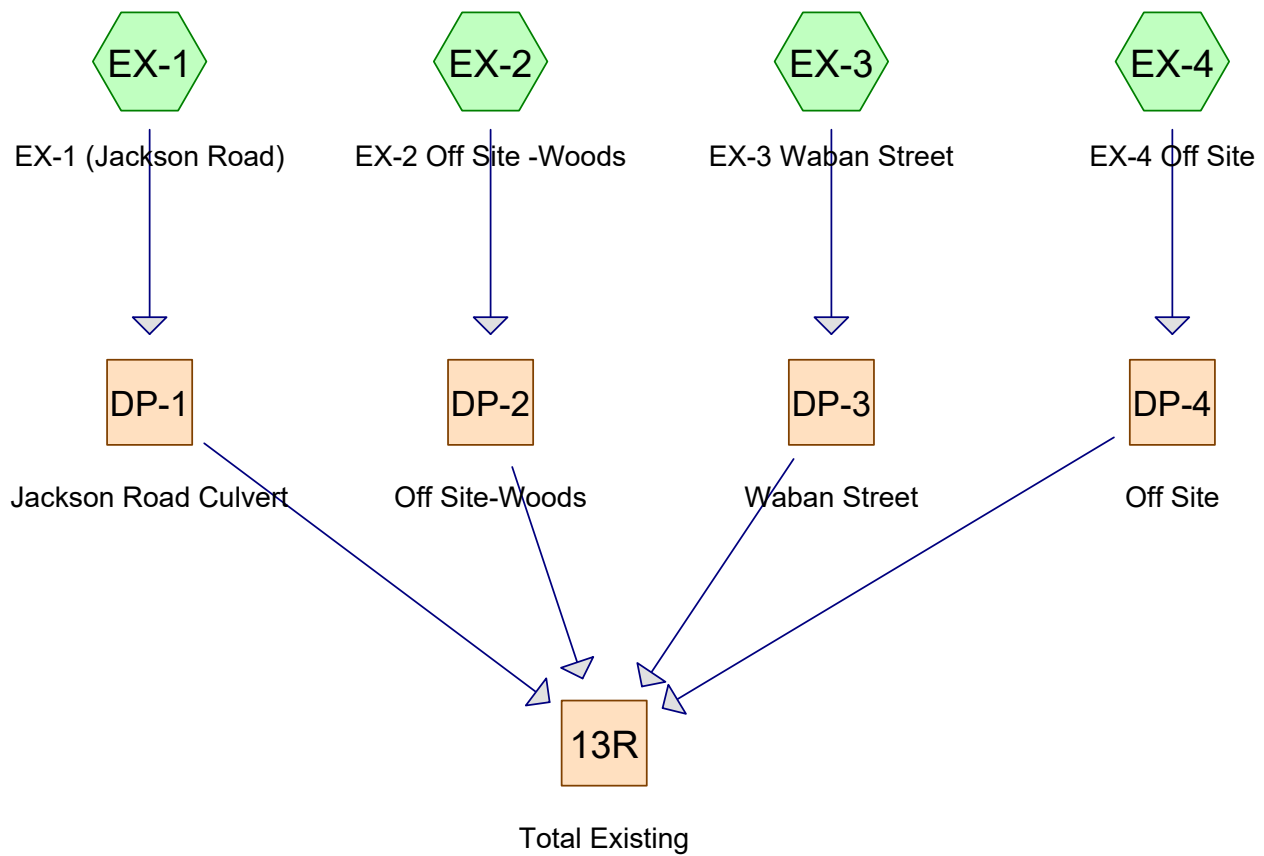 EX-1
EX-2
EX-3
EX-4
EX-1 (Jackson Road)
EX-2 Off Site -Woods
EX-3 Waban Street
EX-4 Off Site
DP-1
DP-2
DP-3
DP-4
Jackson Road Culvert
Off Site-Woods
Waban Street
Off Site
13R
Total Existing